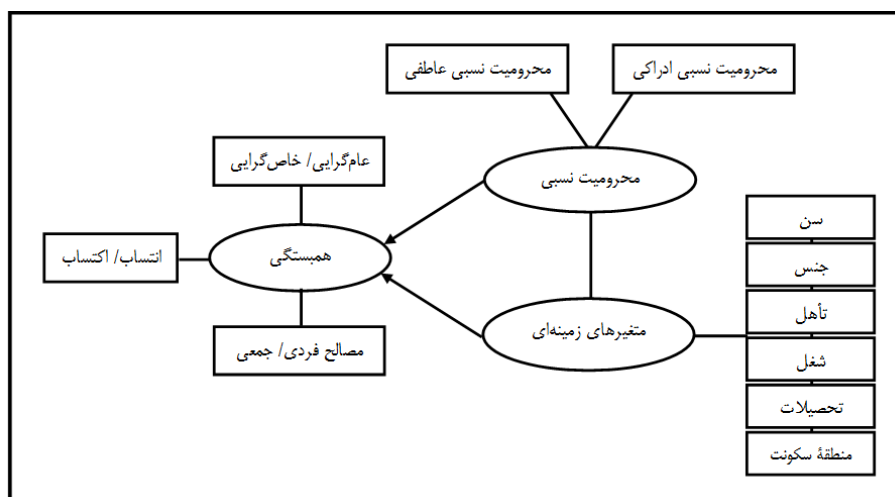 محرومیت نسبی ادراکی
محرومیت نسبی عاطفی
عام‌گرایی/ خاص‌گرایی
محرومیت نسبی
سن
همبستگی
انتساب/ اکتساب
جنس
تأهل
متغیرهای زمینه‌ای
مصالح فردی/ جمعی
شغل
تحصیلات
منطقهٔ سکونت